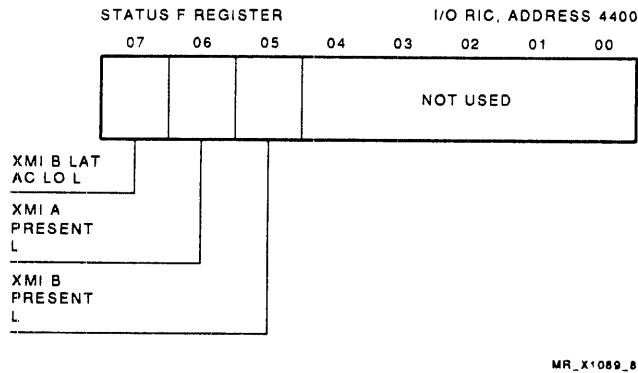 STATUS F REGISTER I/O RIC, ADDRESS 4400
07 06 05 04 03 02 01 00
NOT USED
XMI B LAT
AC LO L
XMI A
PRESENT
L
XMI B
PRESENT
L
MR_X1089_8